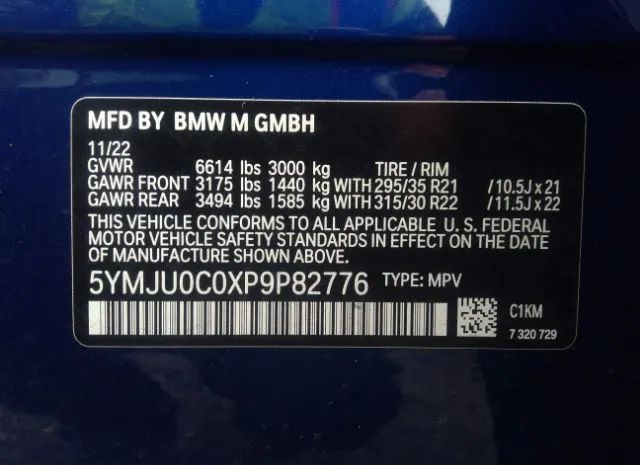 MFD BY BMW M GMBH
11/22
GVWR 6614 lbs 3000 kg TIRE / RIM
GAWR FRONT 3175 lbs 1440 kg WITH 295/35 R21 /10.5J x 21
GAWR REAR 3494 lbs 1585 kg WITH 315/30 R22 /11.5J x 22
THIS VEHICLE CONFORMS TO ALL APPLICABLE U. S. FEDERAL
MOTOR VEHICLE SAFETY STANDARDS IN EFFECT ON THE
DATE OF MANUFACTURE SHOWN ABOVE.
5YMJU0C0XP9P82776 TYPE: MPV
C1KM
7 320 729